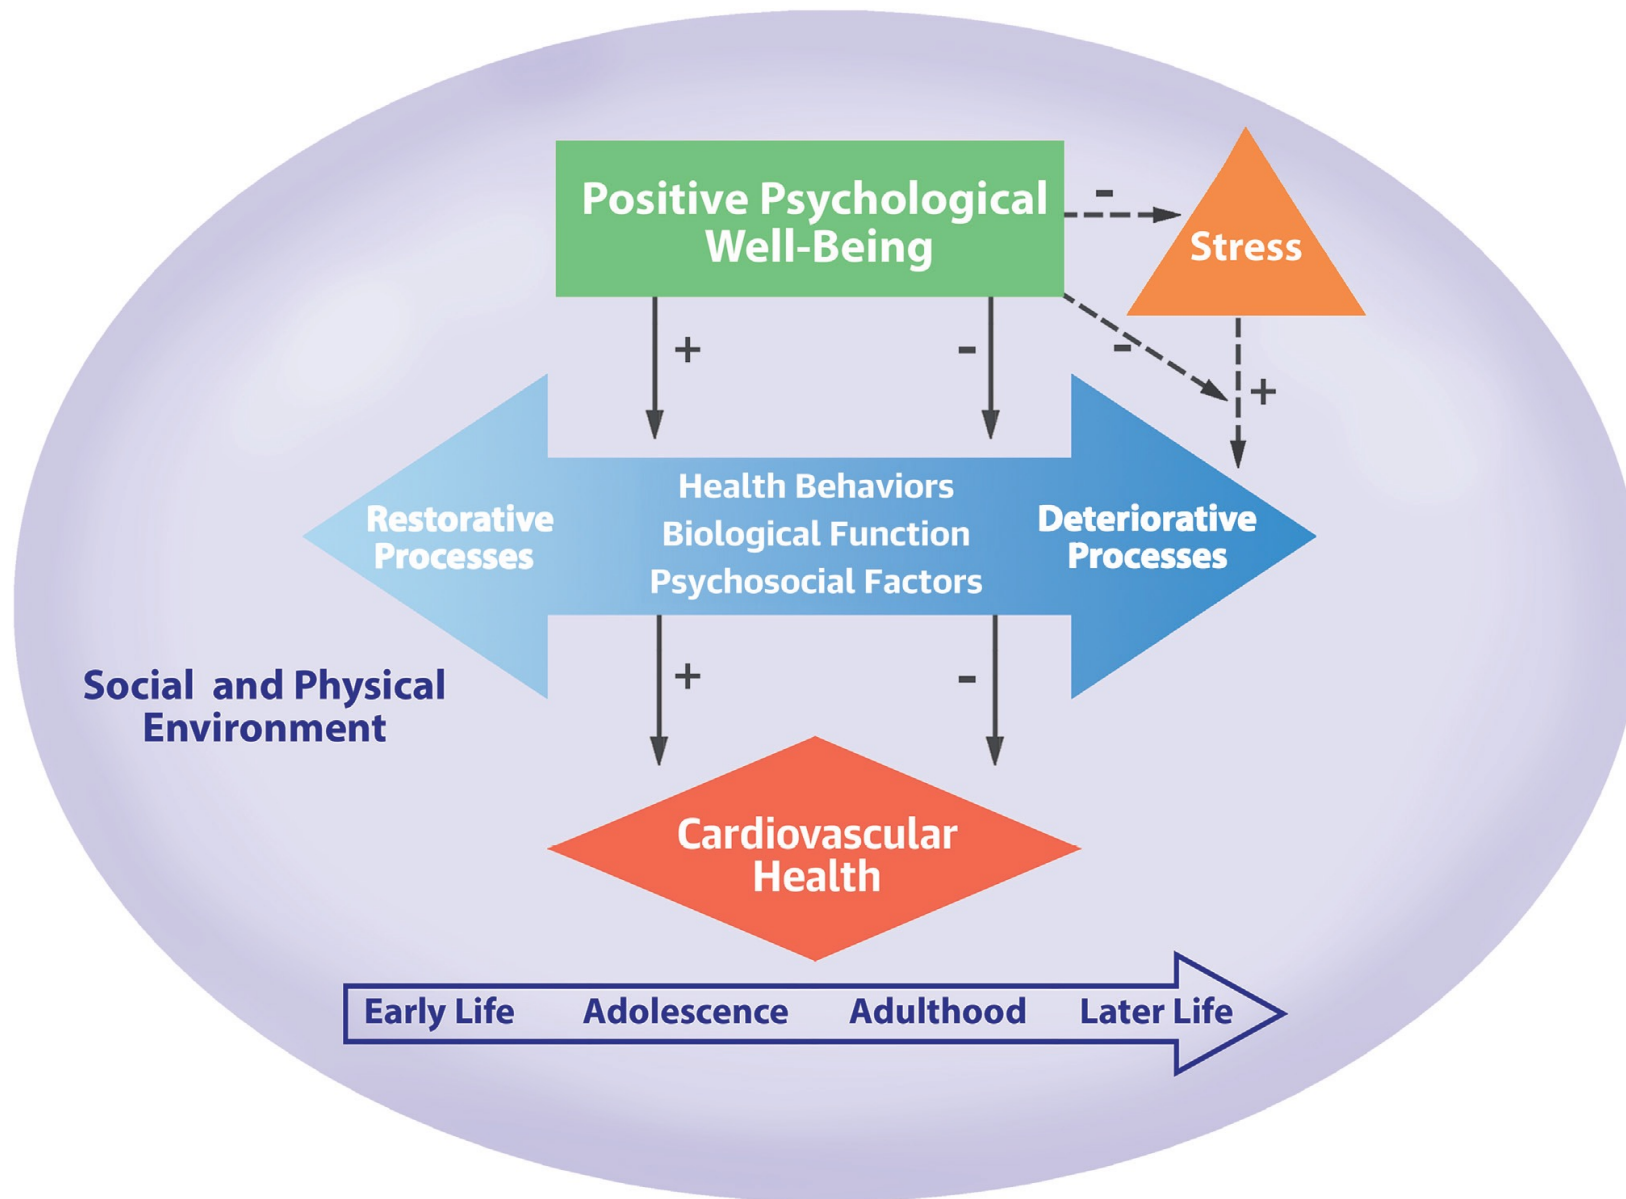 Positive Psychological
Well-Being
-
Stress
+
-
-
+
Health Behaviors
Biological Function
Psychosocial Factors
Restorative
Processes
Deteriorative
Processes
+
-
Social and Physical
Environment
Cardiovascular
Health
Early Life Adolescence Adulthood Later Life